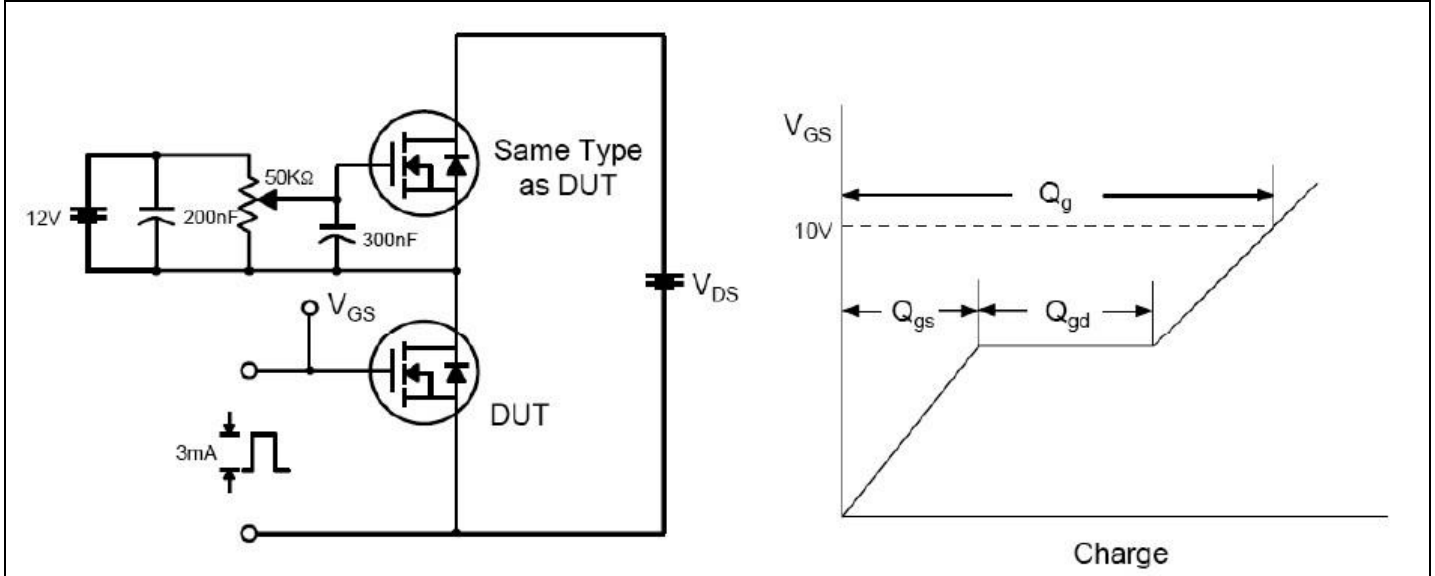 12V
200nF
50KΩ
300nF
Same Type
as DUT
V_GS
DUT
3mA
V_DS
V_GS
10V
Q_g
Q_gs
Q_gd
Charge